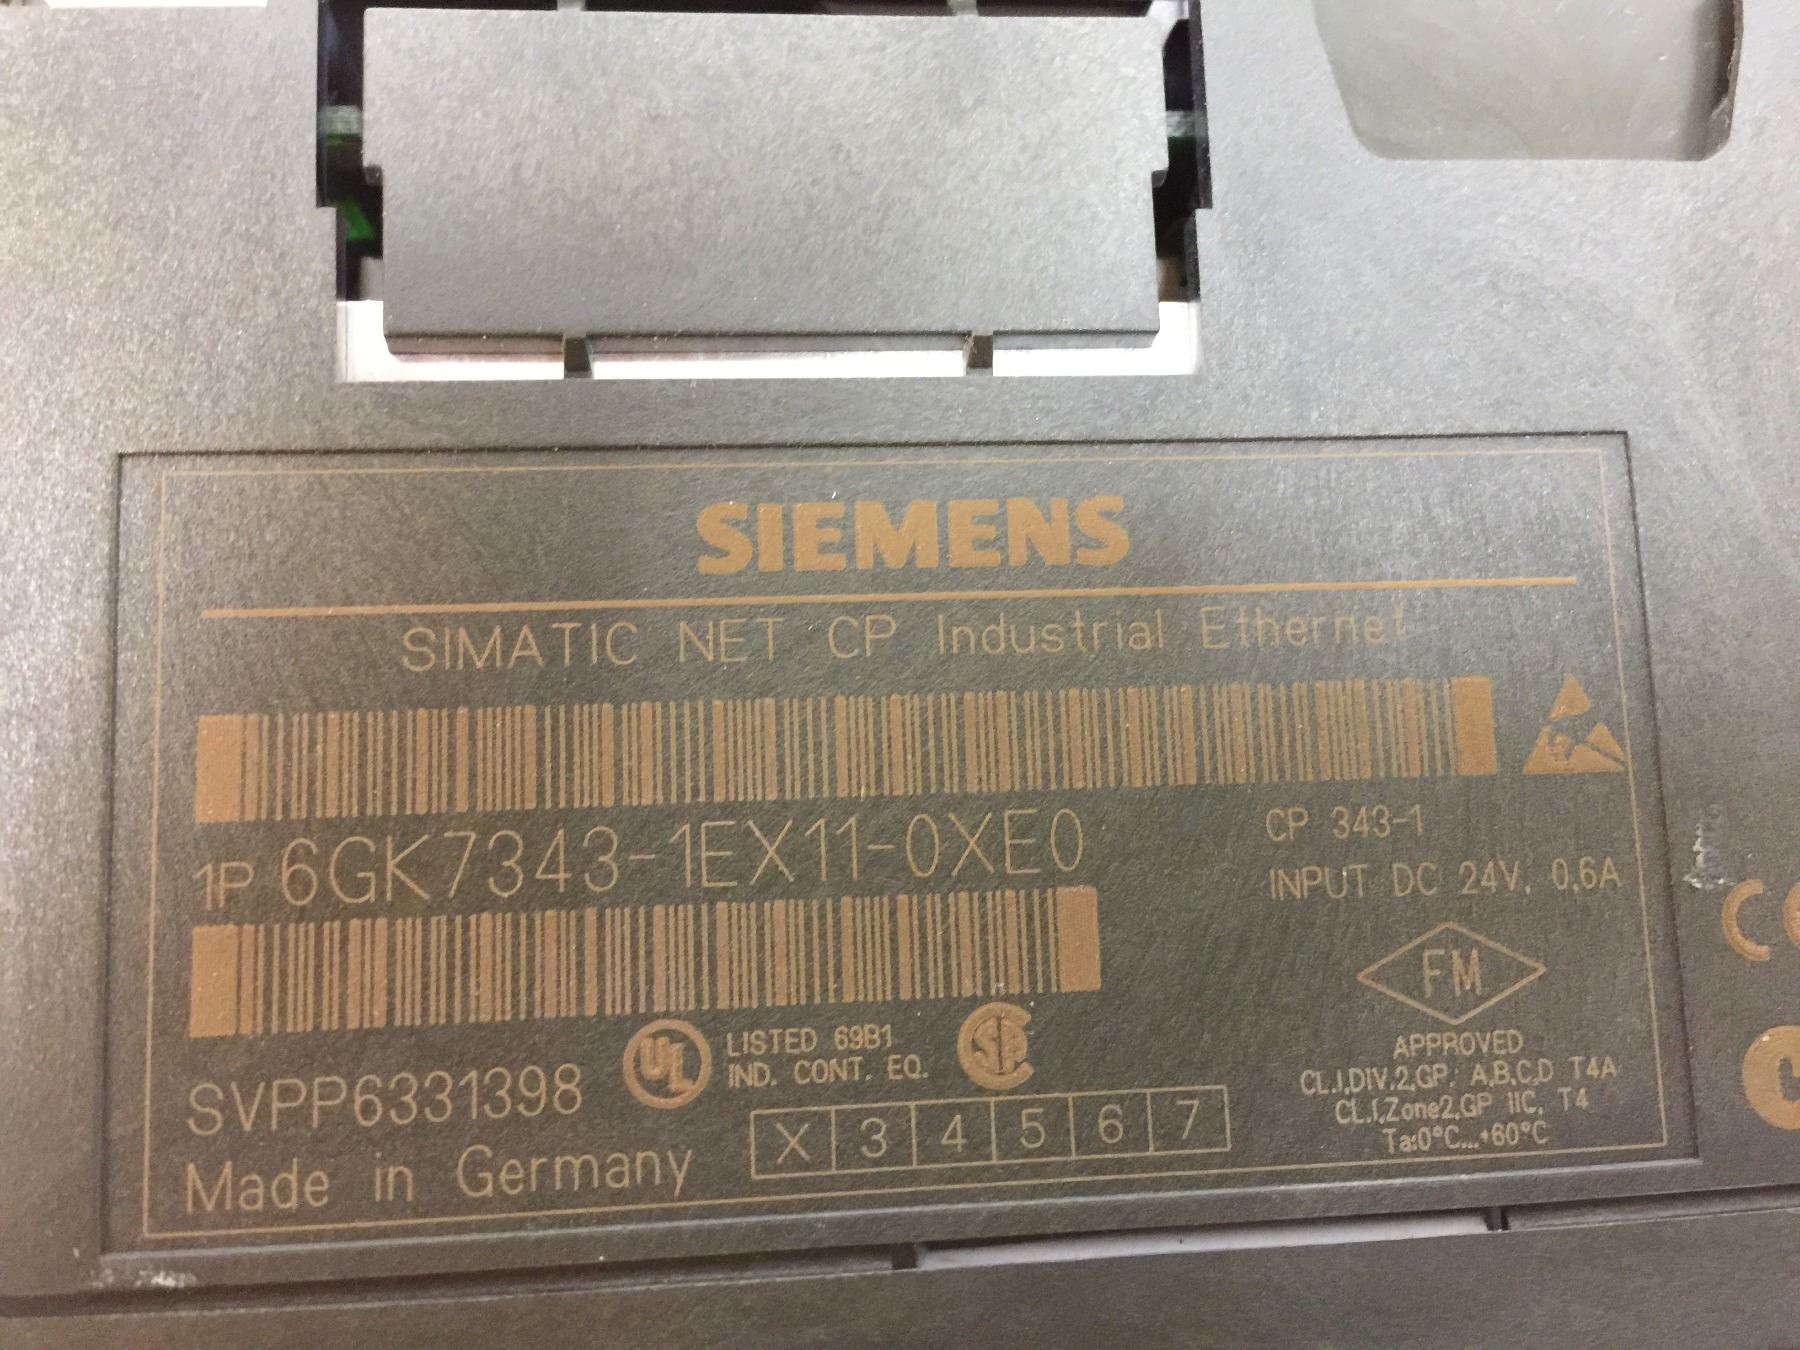 SIEMENS
SIMATIC NET CP Industrial Ethernet
1P 6GK7343-1EX11-0XE0
CP 343-1
INPUT DC 24V, 0.6A
SVPP6331398
Made in Germany
UL
LISTED 69B1
IND. CONT. EQ.
X 3 4 5 6 7
FM
APPROVED
CL.I,DIV.2,GP. A,B,C,D T4A
CL.I,Zone2,GP IIC, T4
Ta:0°C...+60°C